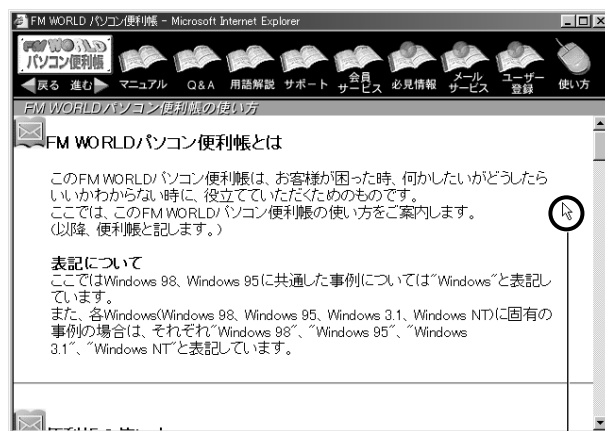 FM WORLD パソコン便利帳 - Microsoft Internet Explorer
FM WORLD
パソコン便利帳
戻る 進む マニュアル Q&A 用語解説 サポート 会員サービス 必見情報 メールサービス ユーザー登録 使い方
FM WORLDパソコン便利帳の使い方
FM WORLDパソコン便利帳とは
このFM WORLDパソコン便利帳は、お客様が困った時、何かしたいがどうしたら
いいかわからない時に、役立てていただくためのものです。
ここでは、このFM WORLDパソコン便利帳の使い方をご案内します。
(以降、便利帳と記します。)
表記について
ここではWindows 98、Windows 95に共通した事例については"Windows"と表記し
ています。
また、各Windows(Windows 98、Windows 95、Windows 3.1、Windows NT)に固有の
事例の場合は、それぞれ"Windows 98"、"Windows 95"、"Windows
3.1"、"Windows NT"と表記しています。